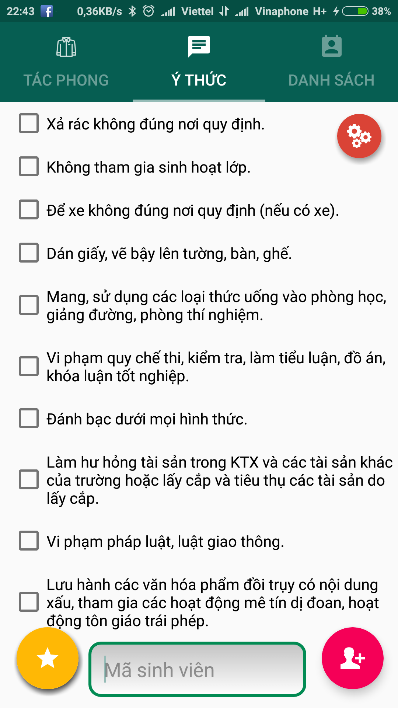 22:43 0,36KB/s Viettel Vinaphone H+ 38%
TÁC PHONG Ý THỨC DANH SÁCH
Xả rác không đúng nơi quy định.
Không tham gia sinh hoạt lớp.
Để xe không đúng nơi quy định (nếu có xe).
Dán giấy, vẽ bậy lên tường, bàn, ghế.
Mang, sử dụng các loại thức uống vào phòng học,
giảng đường, phòng thí nghiệm.
Vi phạm quy chế thi, kiểm tra, làm tiểu luận, đồ án,
khóa luận tốt nghiệp.
Đánh bạc dưới mọi hình thức.
Làm hư hỏng tài sản trong KTX và các tài sản khác
của trường hoặc lấy cắp và tiêu thụ các tài sản do
lấy cắp.
Vi phạm pháp luật, luật giao thông.
Lưu hành các văn hóa phẩm đồi trụy có nội dung
xấu, tham gia các hoạt động mê tín dị đoan, hoạt
động tôn giáo trái phép.
Mã sinh viên